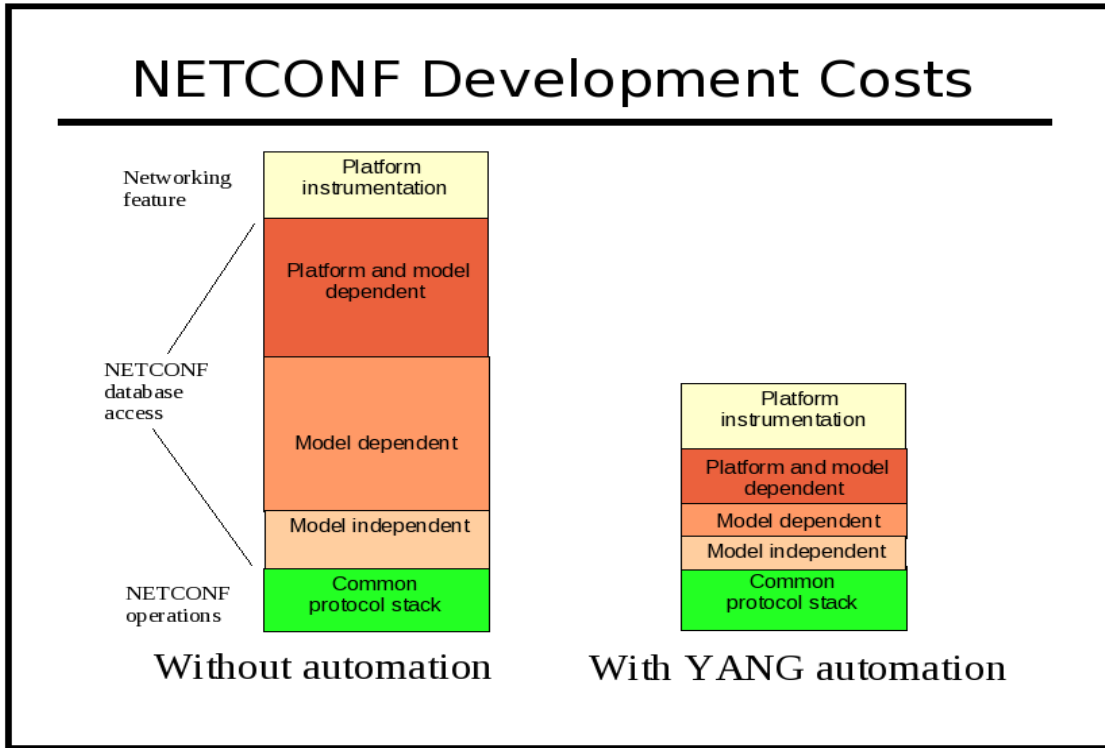 NETCONF Development Costs
Networking
feature
Platform
instrumentation
Platform and model
dependent
NETCONF
database
access
Model dependent
Model independent
NETCONF
operations
Common
protocol stack
Without automation
Platform
instrumentation
Platform and model
dependent
Model dependent
Model independent
Common
protocol stack
With YANG automation